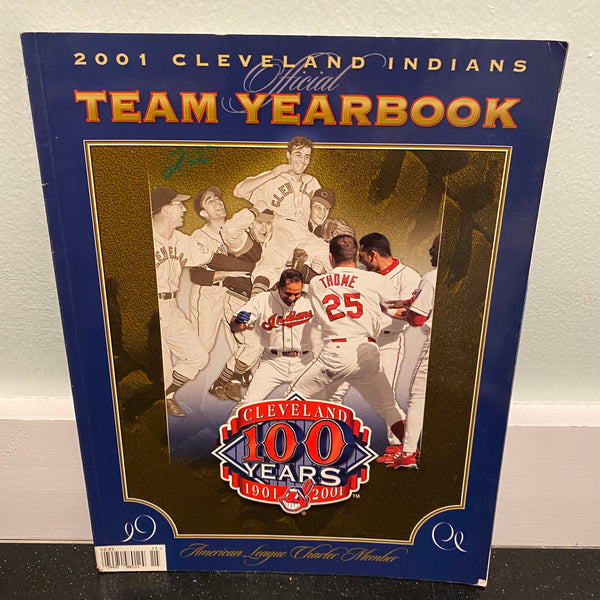 2001 CLEVELAND INDIANS
Official
TEAM YEARBOOK
CLEVELAND
THOME
25
Indians
CLEVELAND
100
YEARS
1901 2001
TM
®
American League Charter Member